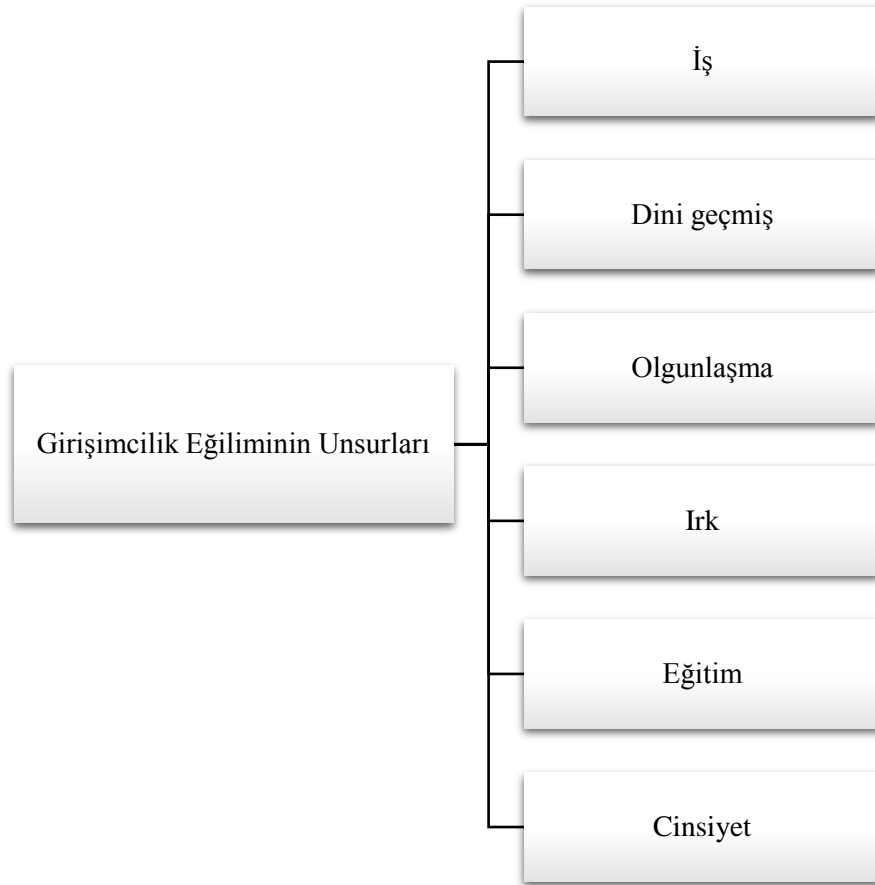 Girişimcilik Eğiliminin Unsurları
İş
Dini geçmiş
Olgunlaşma
Irk
Eğitim
Cinsiyet